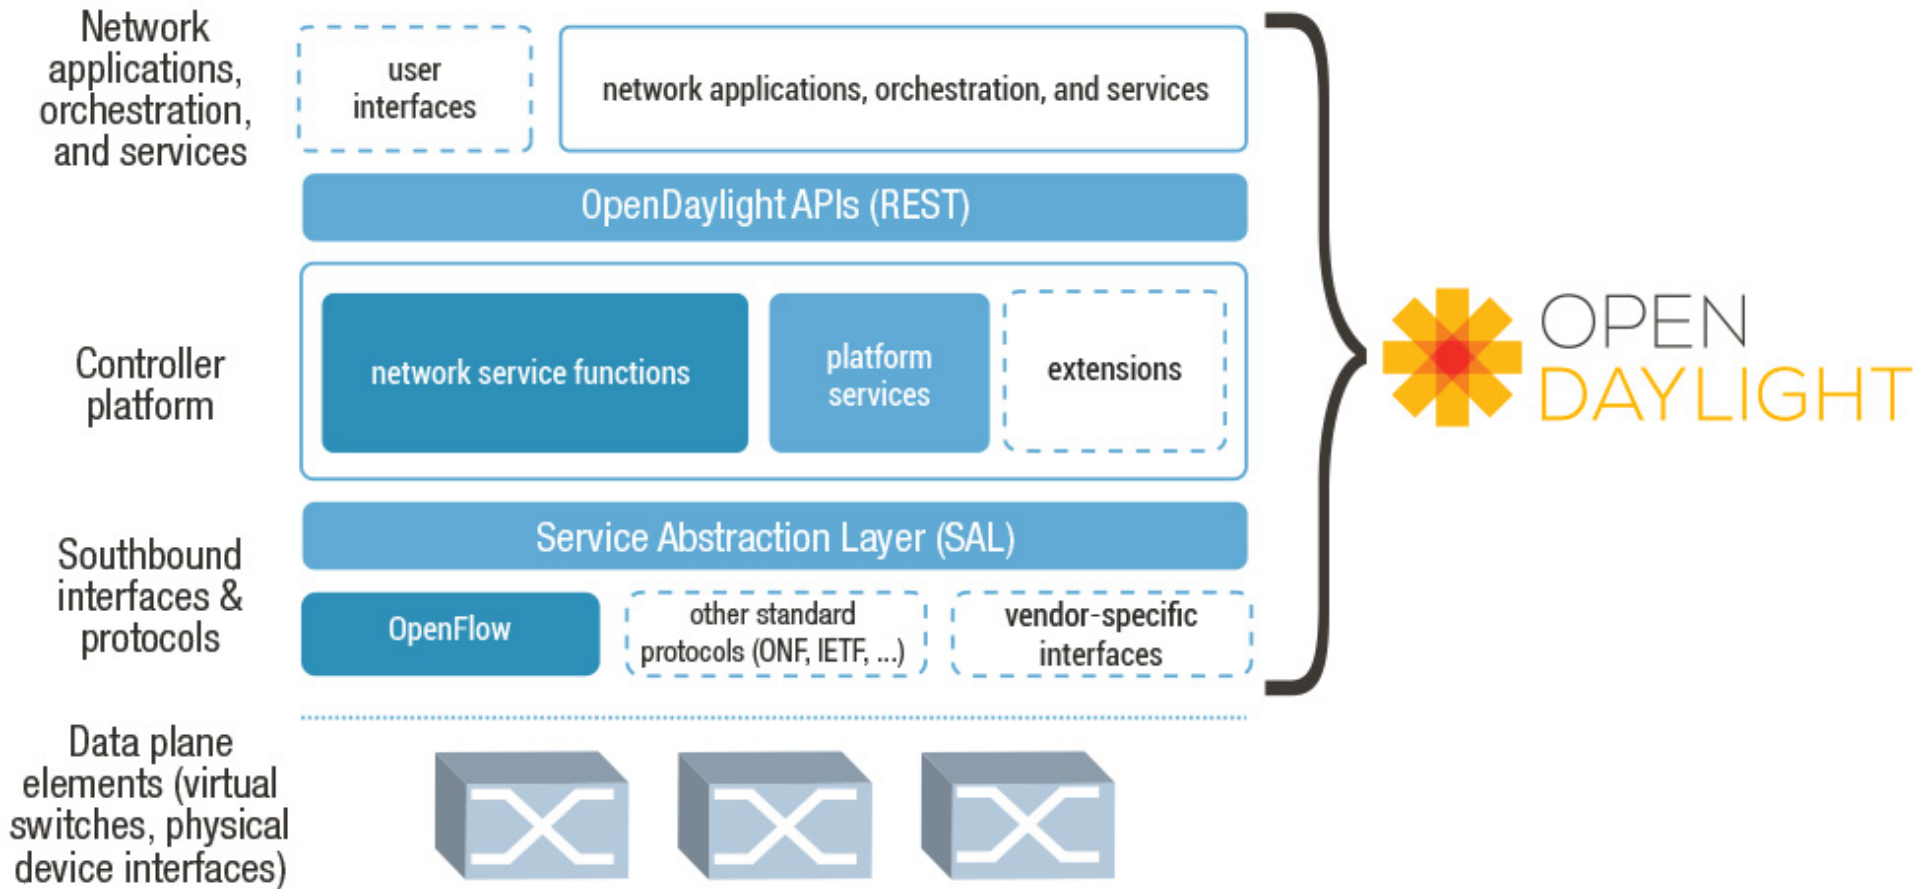 Network
applications,
orchestration,
and services
user
interfaces
network applications, orchestration, and services
OpenDaylight APIs (REST)
Controller
platform
network service functions
platform
services
extensions
OPEN
DAYLIGHT
Southbound
interfaces &
protocols
Service Abstraction Layer (SAL)
OpenFlow
other standard
protocols (ONF, IETF, ...)
vendor-specific
interfaces
Data plane
elements (virtual
switches, physical
device interfaces)